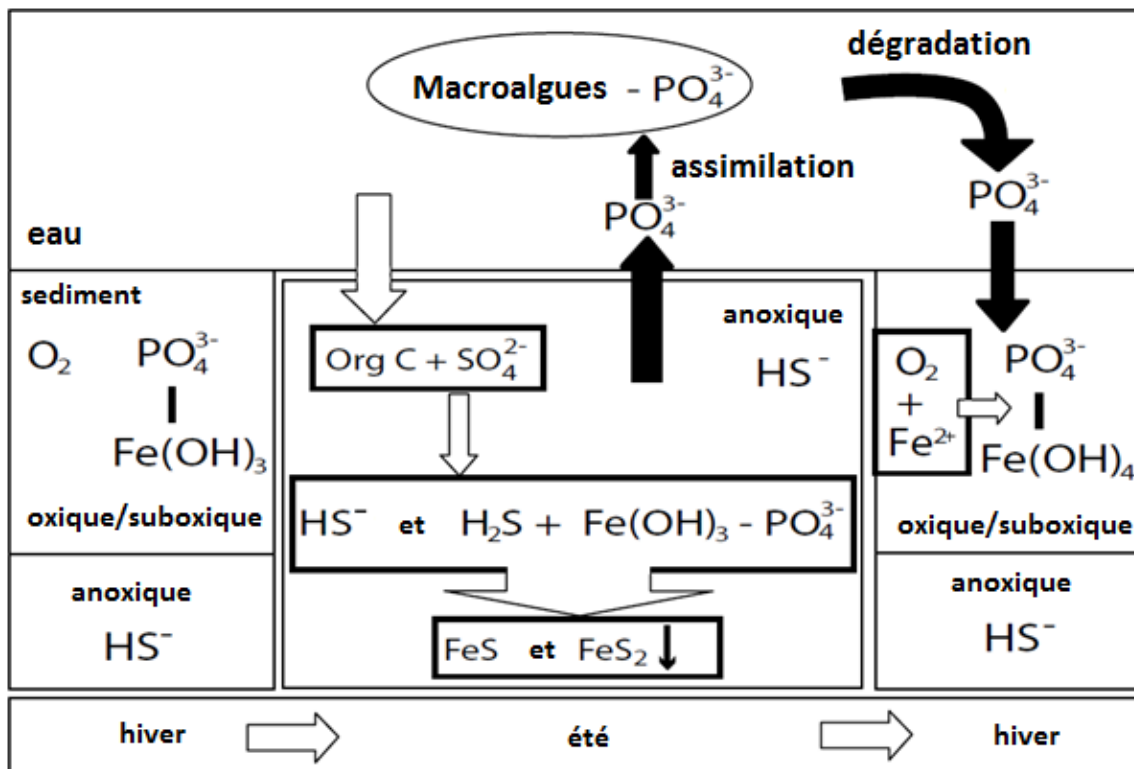 dégradation
Macroalgues - PO₄³⁻
assimilation
PO₄³⁻
PO₄³⁻
eau
sediment
O₂ PO₄³⁻
Fe(OH)₃
oxique/suboxique
anoxique
HS⁻
anoxique
HS⁻
Org C + SO₄²⁻
HS⁻ et H₂S + Fe(OH)₃ - PO₄³⁻
FeS et FeS₂ ↓
O₂
+
Fe²⁺
PO₄³⁻
Fe(OH)₄
oxique/suboxique
anoxique
HS⁻
hiver été hiver